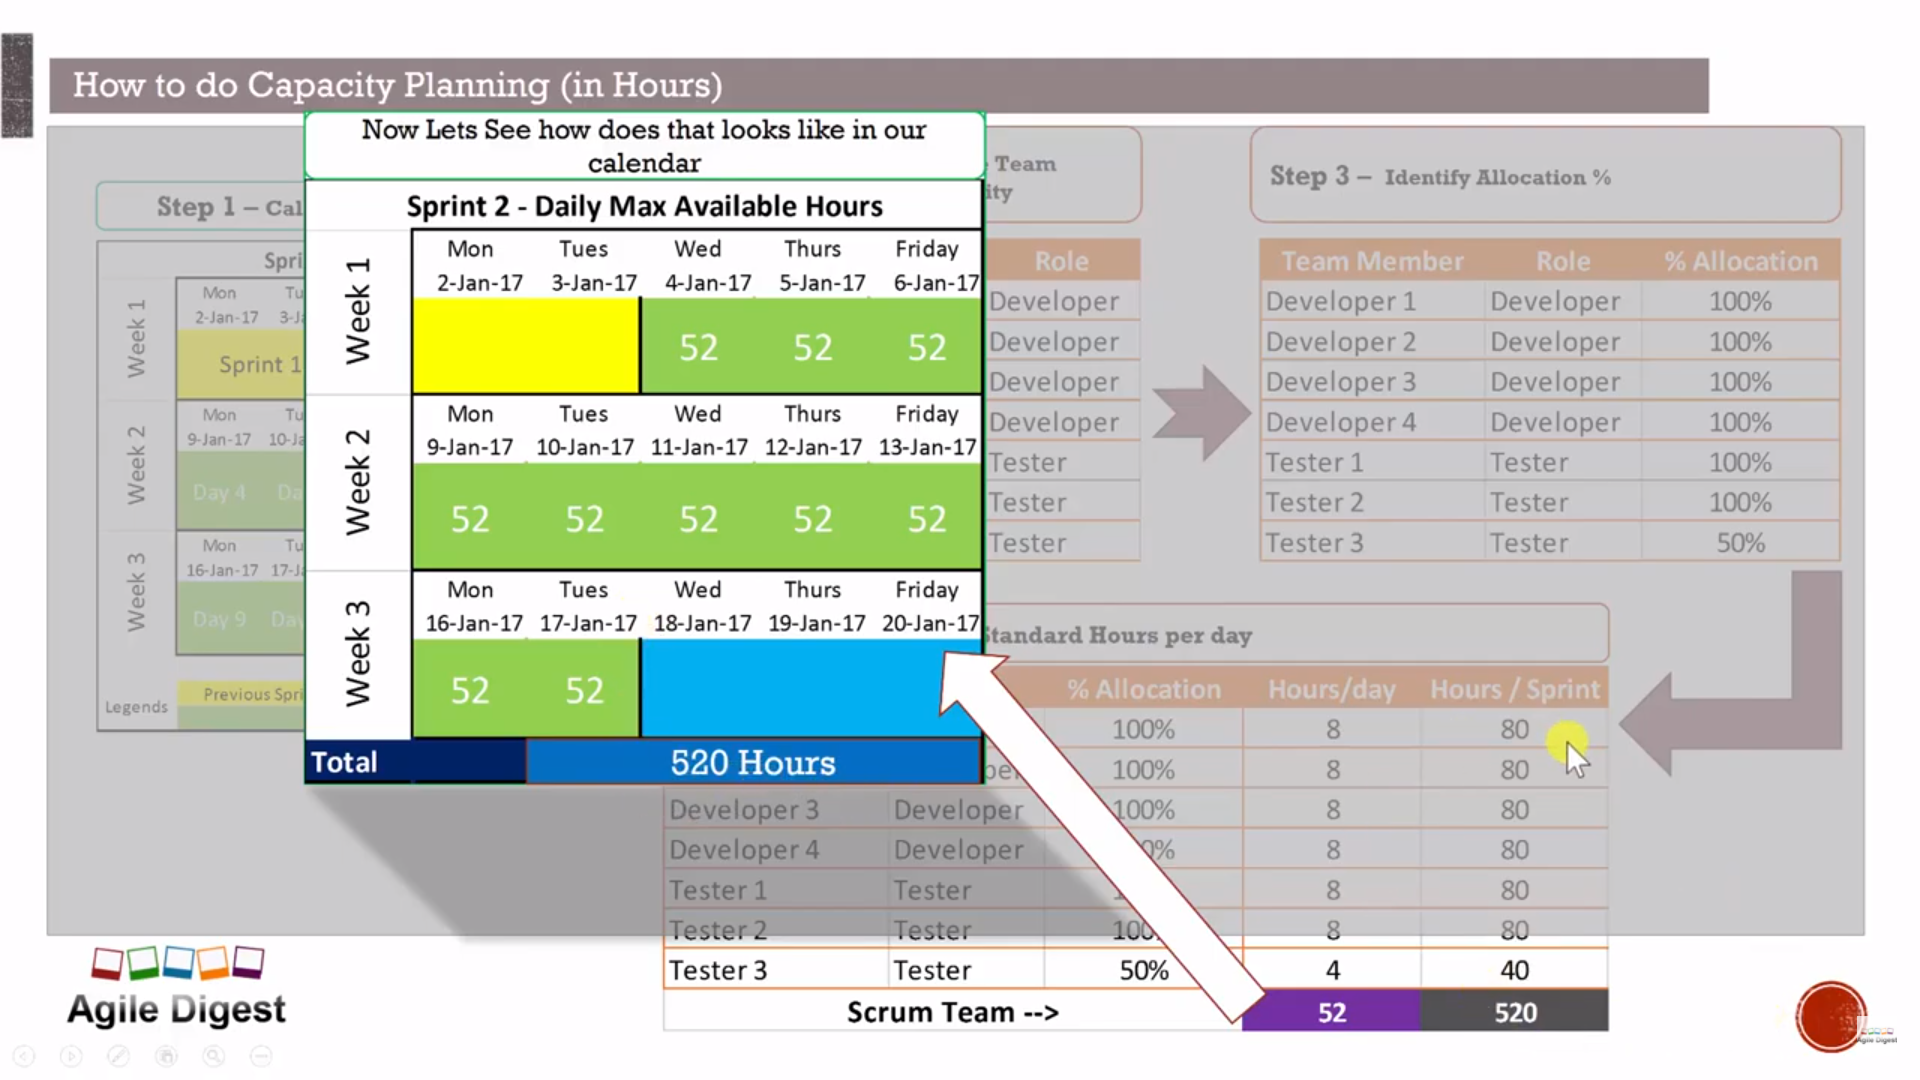 How to do Capacity Planning (in Hours)
Now Lets See how does that looks like in our
calendar
Sprint 2 - Daily Max Available Hours
Week 1
Mon Tues Wed Thurs Friday
2-Jan-17 3-Jan-17 4-Jan-17 5-Jan-17 6-Jan-17
52 52 52
Week 2
Mon Tues Wed Thurs Friday
9-Jan-17 10-Jan-17 11-Jan-17 12-Jan-17 13-Jan-17
52 52 52 52 52
Week 3
Mon Tues Wed Thurs Friday
16-Jan-17 17-Jan-17 18-Jan-17 19-Jan-17 20-Jan-17
52 52
Total 520 Hours
Step 1 –
Week 1
Mon
2-Jan-17
Sprint 1
Week 2
Mon
9-Jan-17
Day 4
Week 3
Mon
16-Jan-17
Day 9
Legends Previous
Team
Role
Developer
Developer
Developer
Developer
Tester
Tester
Tester
Step 3 – Identify Allocation %
Team Member Role % Allocation
Developer 1 Developer 100%
Developer 2 Developer 100%
Developer 3 Developer 100%
Developer 4 Developer 100%
Tester 1 Tester 100%
Tester 2 Tester 100%
Tester 3 Tester 50%
Standard Hours per day
% Allocation Hours/day Hours / Sprint
100% 8 80
100% 8 80
Developer 3 Developer 100% 8 80
Developer 4 Developer 8 80
Tester 1 Tester 8 80
Tester 2 Tester 8 80
Tester 3 Tester 50% 4 40
Scrum Team --> 52 520
Agile Digest
Agile Digest